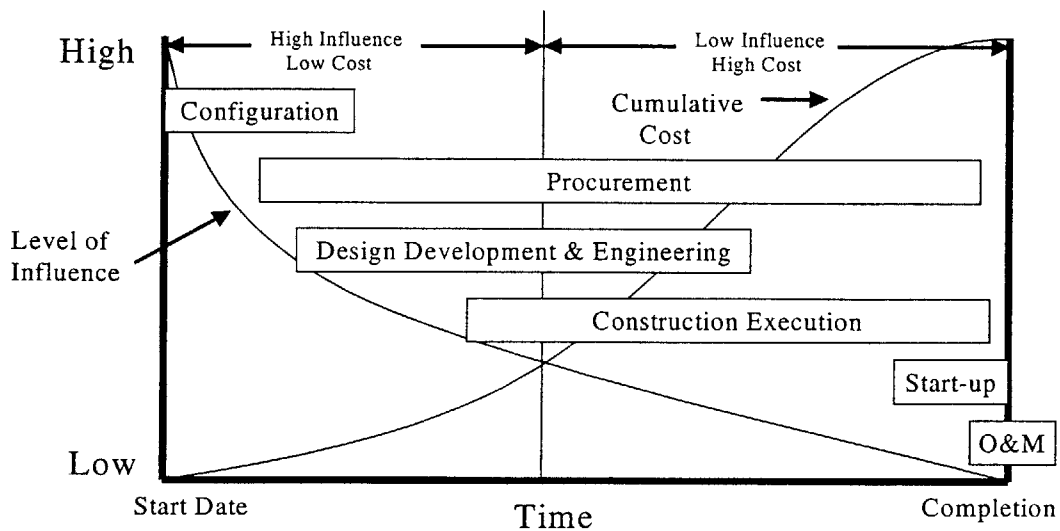 High
High Influence
Low Cost
Low Influence
High Cost
Configuration
Cumulative
Cost
Procurement
Level of
Influence
Design Development & Engineering
Construction Execution
Start-up
O&M
Low
Start Date
Time
Completion